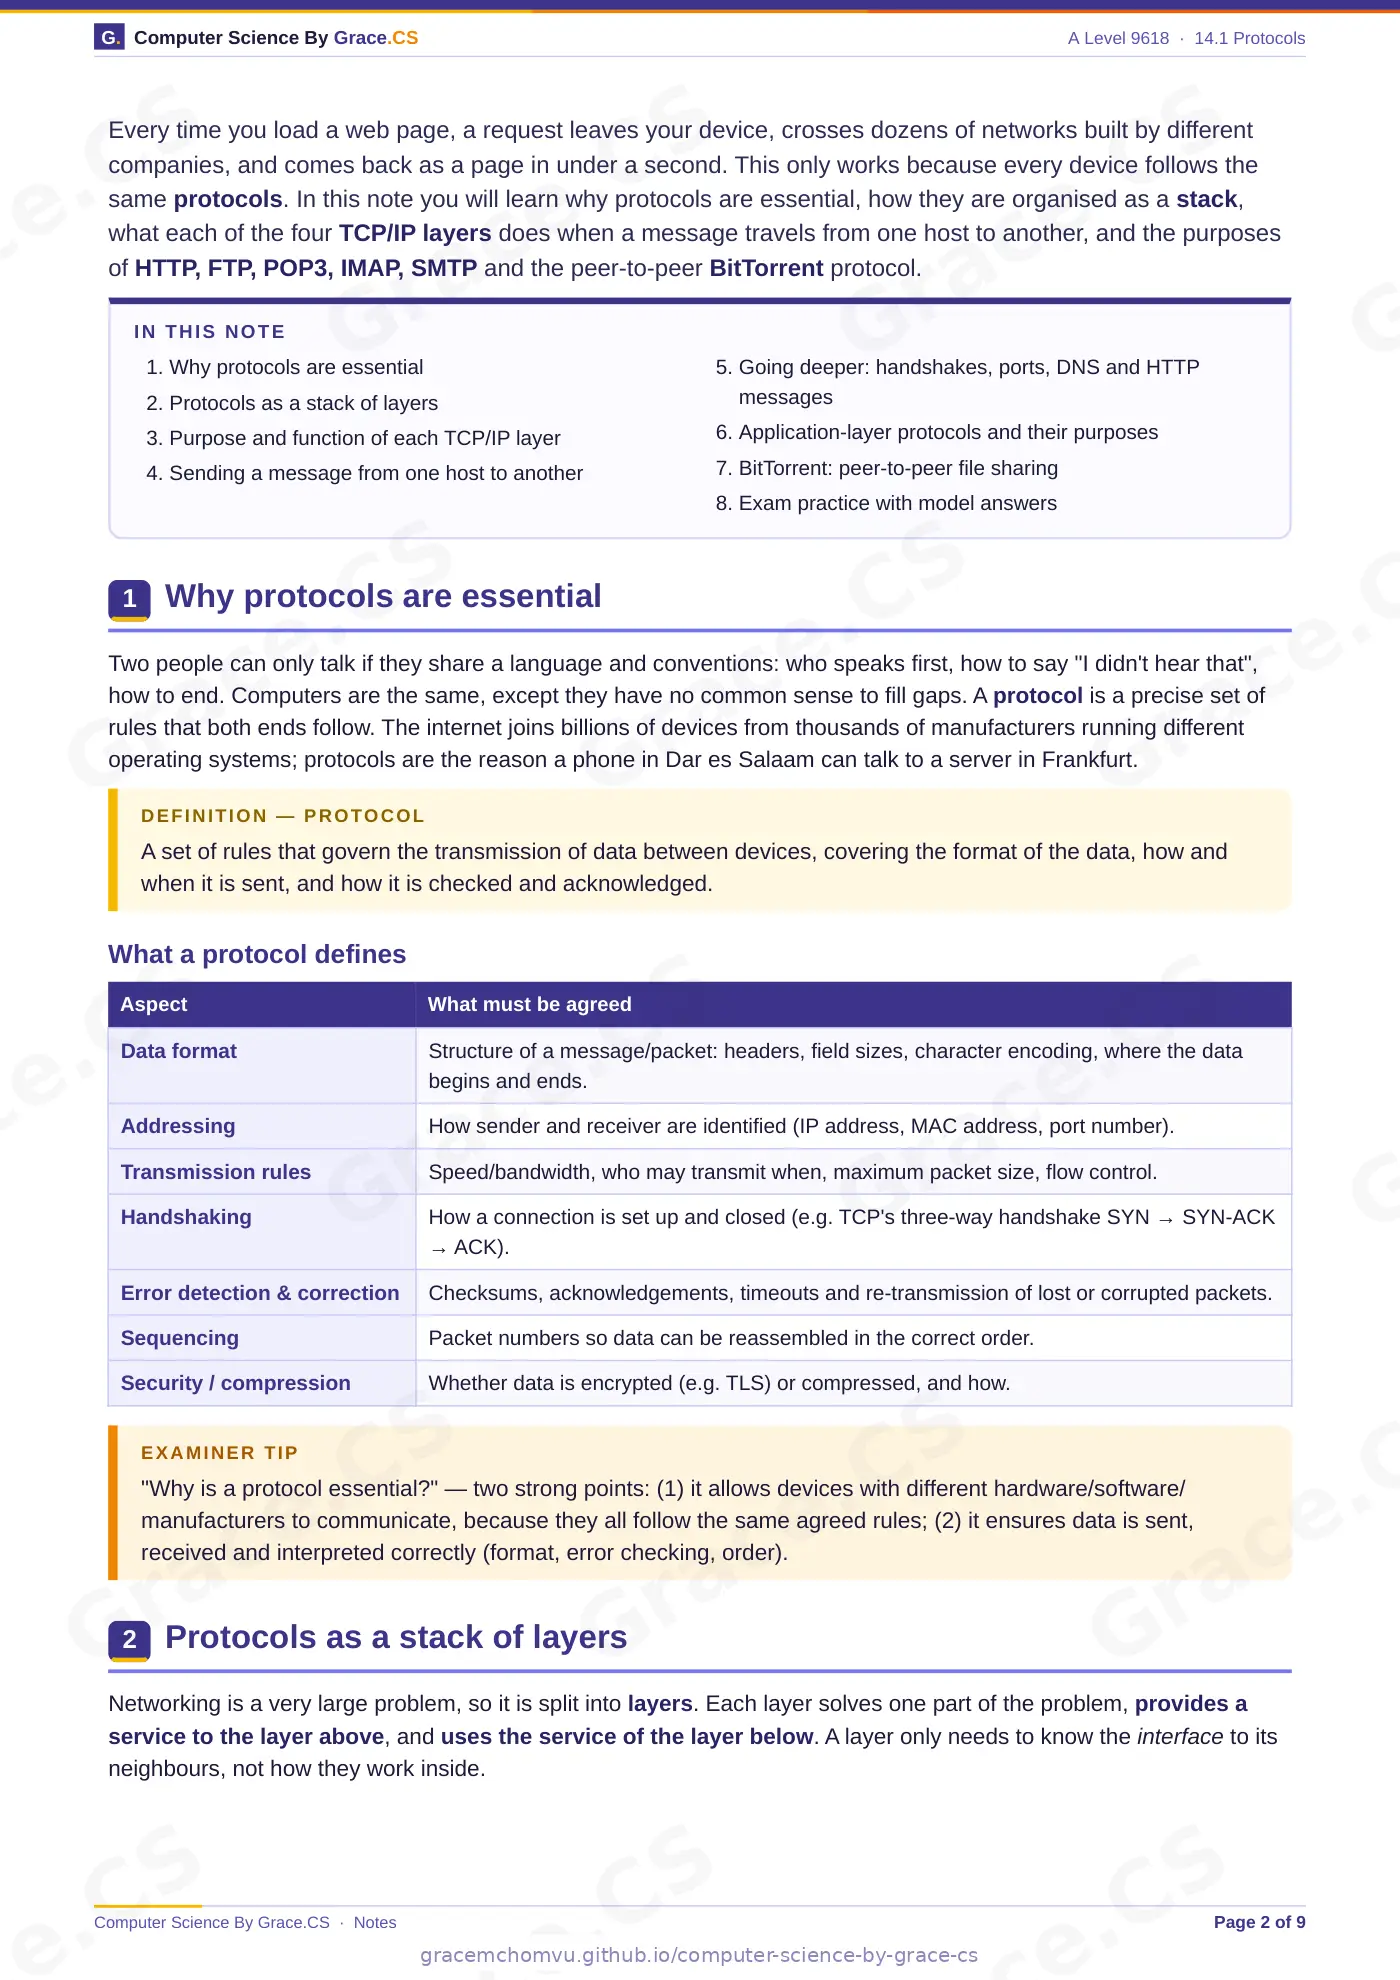 G. Computer Science By Grace.CS
A Level 9618 · 14.1 Protocols
Every time you load a web page, a request leaves your device, crosses dozens of networks built by different
companies, and comes back as a page in under a second. This only works because every device follows the
same protocols. In this note you will learn why protocols are essential, how they are organised as a stack,
what each of the four TCP/IP layers does when a message travels from one host to another, and the purposes
of HTTP, FTP, POP3, IMAP, SMTP and the peer-to-peer BitTorrent protocol.
IN THIS NOTE
1. Why protocols are essential
2. Protocols as a stack of layers
3. Purpose and function of each TCP/IP layer
4. Sending a message from one host to another
5. Going deeper: handshakes, ports, DNS and HTTP
messages
6. Application-layer protocols and their purposes
7. BitTorrent: peer-to-peer file sharing
8. Exam practice with model answers
1 Why protocols are essential
Two people can only talk if they share a language and conventions: who speaks first, how to say "I didn't hear that",
how to end. Computers are the same, except they have no common sense to fill gaps. A protocol is a precise set of
rules that both ends follow. The internet joins billions of devices from thousands of manufacturers running different
operating systems; protocols are the reason a phone in Dar es Salaam can talk to a server in Frankfurt.
DEFINITION — PROTOCOL
A set of rules that govern the transmission of data between devices, covering the format of the data, how and
when it is sent, and how it is checked and acknowledged.
What a protocol defines
Aspect What must be agreed
Data format Structure of a message/packet: headers, field sizes, character encoding, where the data
begins and ends.
Addressing How sender and receiver are identified (IP address, MAC address, port number).
Transmission rules Speed/bandwidth, who may transmit when, maximum packet size, flow control.
Handshaking How a connection is set up and closed (e.g. TCP's three-way handshake SYN → SYN-ACK
→ ACK).
Error detection & correction Checksums, acknowledgements, timeouts and re-transmission of lost or corrupted packets.
Sequencing Packet numbers so data can be reassembled in the correct order.
Security / compression Whether data is encrypted (e.g. TLS) or compressed, and how.
EXAMINER TIP
"Why is a protocol essential?" — two strong points: (1) it allows devices with different hardware/software/
manufacturers to communicate, because they all follow the same agreed rules; (2) it ensures data is sent,
received and interpreted correctly (format, error checking, order).
2 Protocols as a stack of layers
Networking is a very large problem, so it is split into layers. Each layer solves one part of the problem, provides a
service to the layer above, and uses the service of the layer below. A layer only needs to know the interface to its
neighbours, not how they work inside.
Computer Science By Grace.CS · Notes
Page 2 of 9
gracemchomvu.github.io/computer-science-by-grace-cs